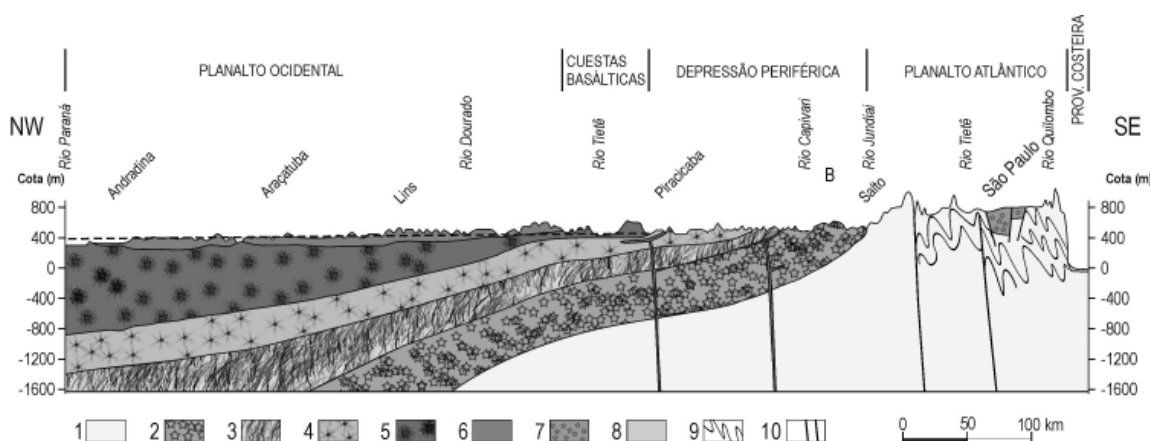 PLANALTO OCIDENTAL
CUESTAS
BASÀLTICAS
DEPRESSÃO PERIFÉRICA
PLANALTO ATLÂNTICO
PROV. COSTEIRA
NW
SE
Rio Paraná
Andradina
Araçatuba
Lins
Rio Dourado
Rio Tietê
Piracicaba
Rio Capivari
B
Rio Jundiaí
Salto
Rio Tietê
São Paulo
Rio Quilombo
Cota (m)
800
400
0
-400
-800
-1200
-1600
Cota (m)
800
400
0
-400
-800
-1200
-1600
1 2 3 4 5 6 7 8 9 10
0 50 100 km